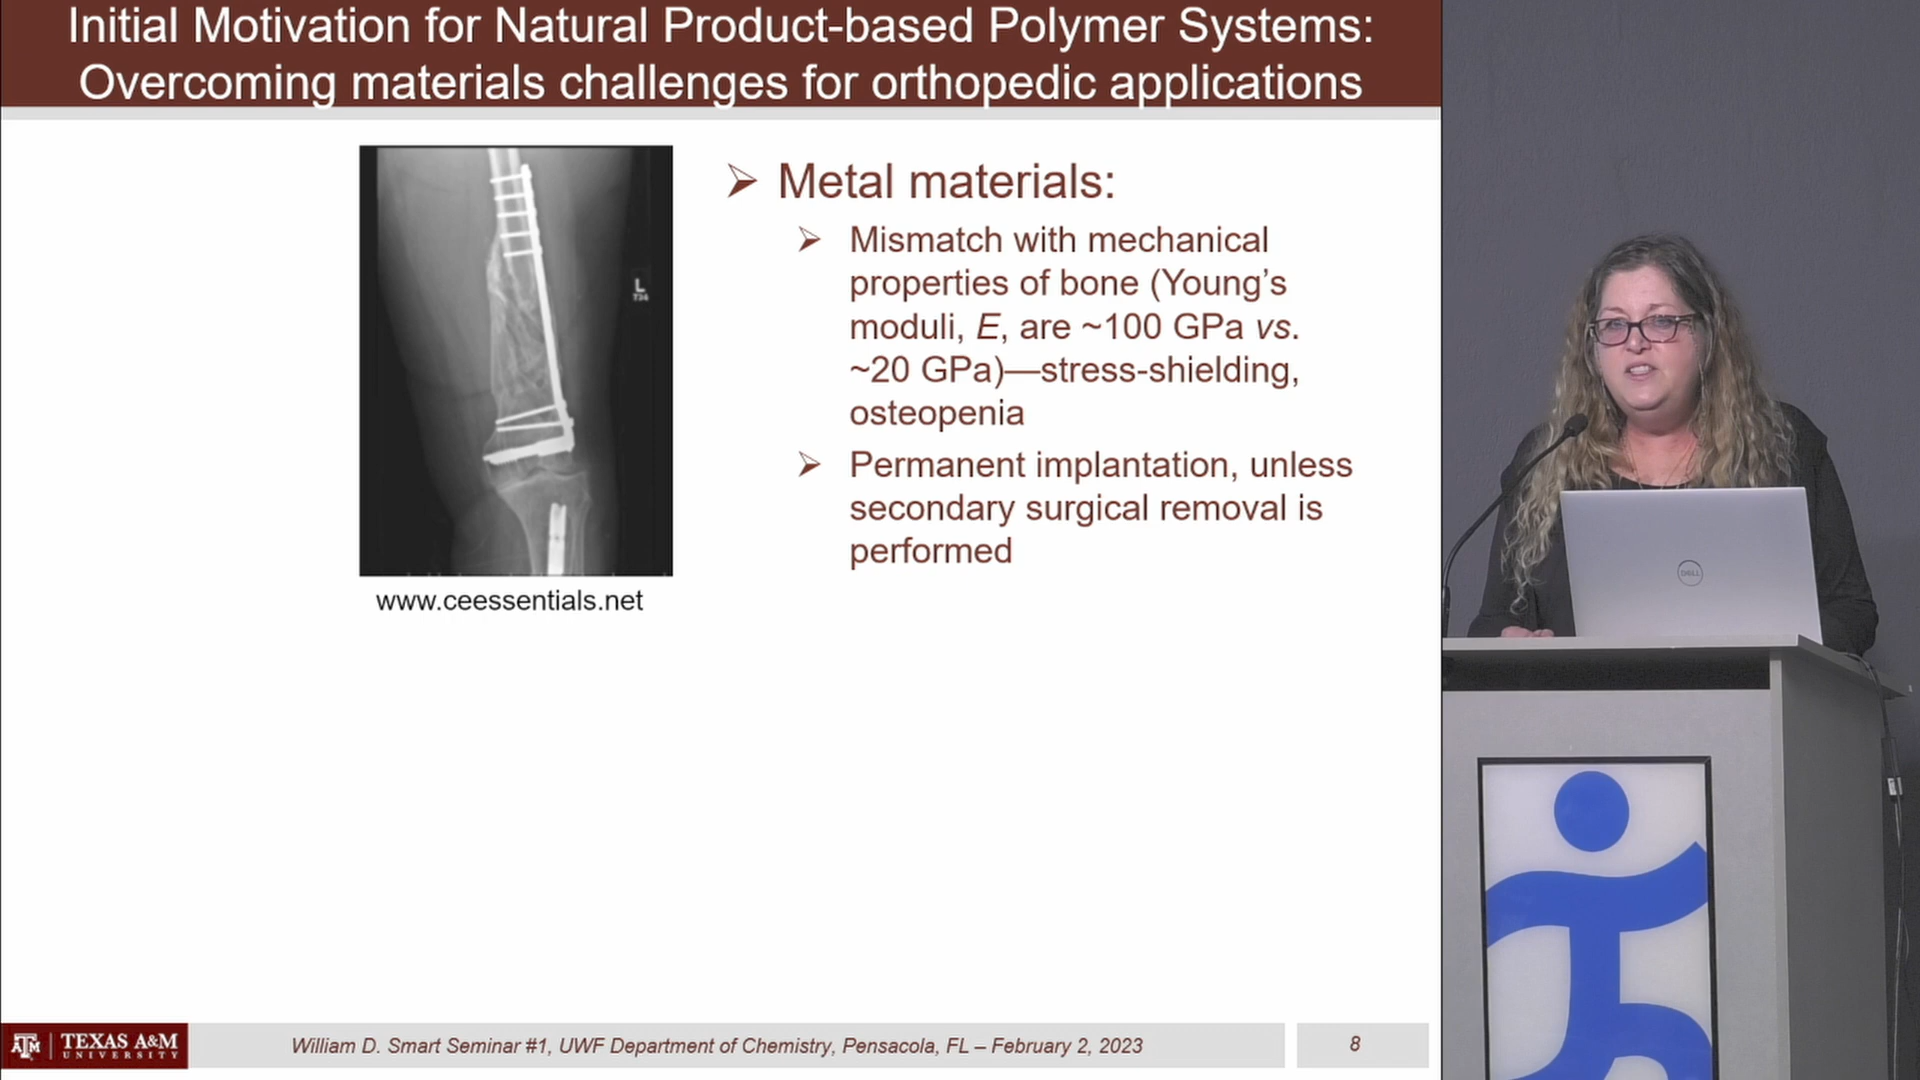 Initial Motivation for Natural Product-based Polymer Systems:
Overcoming materials challenges for orthopedic applications
L
T34
www.ceessentials.net
➢ Metal materials:
➢ Mismatch with mechanical
properties of bone (Young’s
moduli, E, are ~100 GPa vs.
~20 GPa)—stress-shielding,
osteopenia
➢ Permanent implantation, unless
secondary surgical removal is
performed
DELL
ATM | TEXAS A&M
UNIVERSITY
William D. Smart Seminar #1, UWF Department of Chemistry, Pensacola, FL – February 2, 2023
8